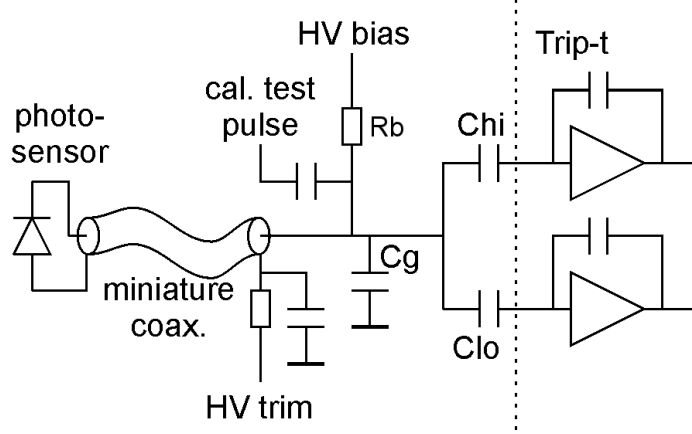 HV bias
Trip-t
cal. test
pulse
photo-
sensor
Rb
Chi
Cg
miniature
coax.
Clo
HV trim